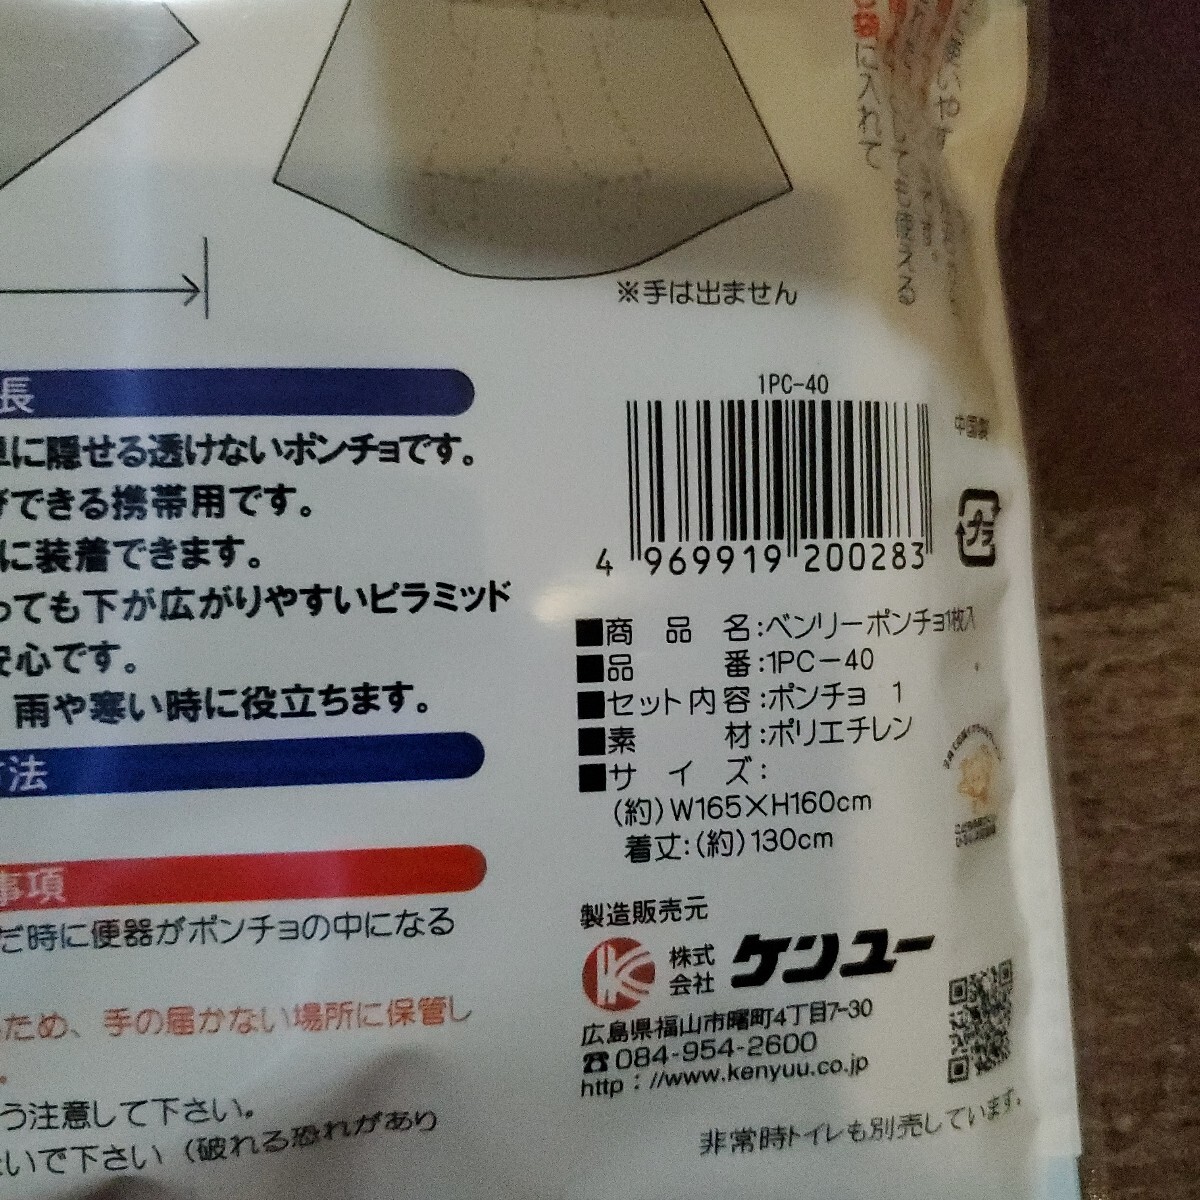 袋に入れて
※手は出ません
長
単に隠せる透けないポンチョです。
できる携帯用です。
に装着できます。
っても下が広がりやすいピラミッド
安心です。
雨や寒い時に役立ちます。
方法
事項
だ時に便器がポンチョの中になる
ため、手の届かない場所に保管し
う注意して下さい。
ないで下さい（破れる恐れがあり
1PC-40
4 969919 200283
中国製
プラ
■商品名:ベンリーポンチョ1枚入
■品番:1PC-40
■セット内容:ポンチョ 1
■素材:ポリエチレン
■サイズ:
(約)W165×H160cm
着丈:(約)130cm
製造販売元
株式会社 ケンユー
広島県福山市曙町4丁目7-30
☎084-954-2600
http://www.kenyuu.co.jp
非常時トイレも別売しています。